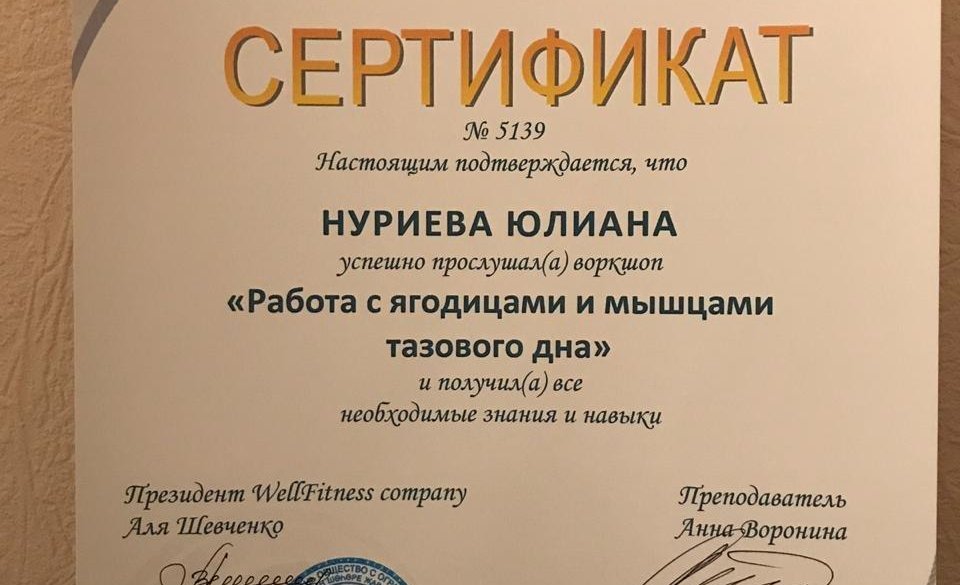 СЕРТИФИКАТ
№ 5139
Настоящим подтверждается, что
НУРИЕВА ЮЛИАНА
успешно прослушал(а) воркшоп
«Работа с ягодицами и мышцами
тазового дна»
и получил(а) все
необходимые знания и навыки
Президент WellFitness company
Аля Шевченко
Преподаватель
Анна Воронина